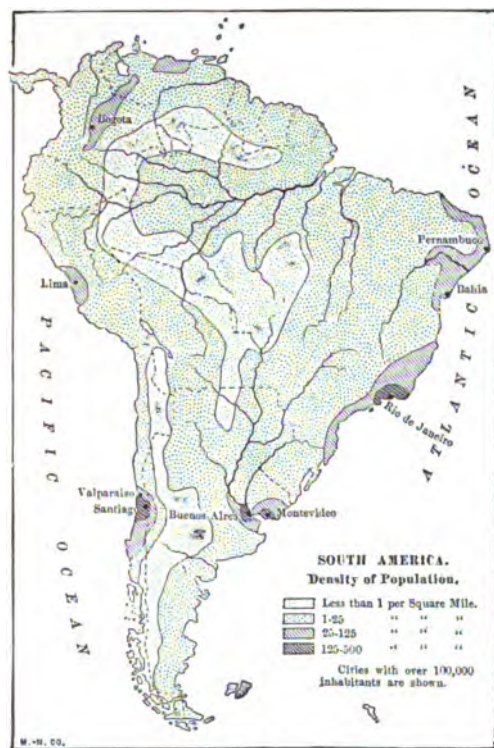 Bogota
ATLANTIC OCEAN
Pernambuco
Lima
Bahia
PACIFIC OCEAN
Rio de Janeiro
Valparaiso
Santiago
Buenos Aires
Montevideo
SOUTH AMERICA.
Density of Population.
Less than 1 per Square Mile.
1-25 " " "
25-125 " " "
125-500 " " "
Cities with over 100,000
inhabitants are shown.
M.-N. CO.